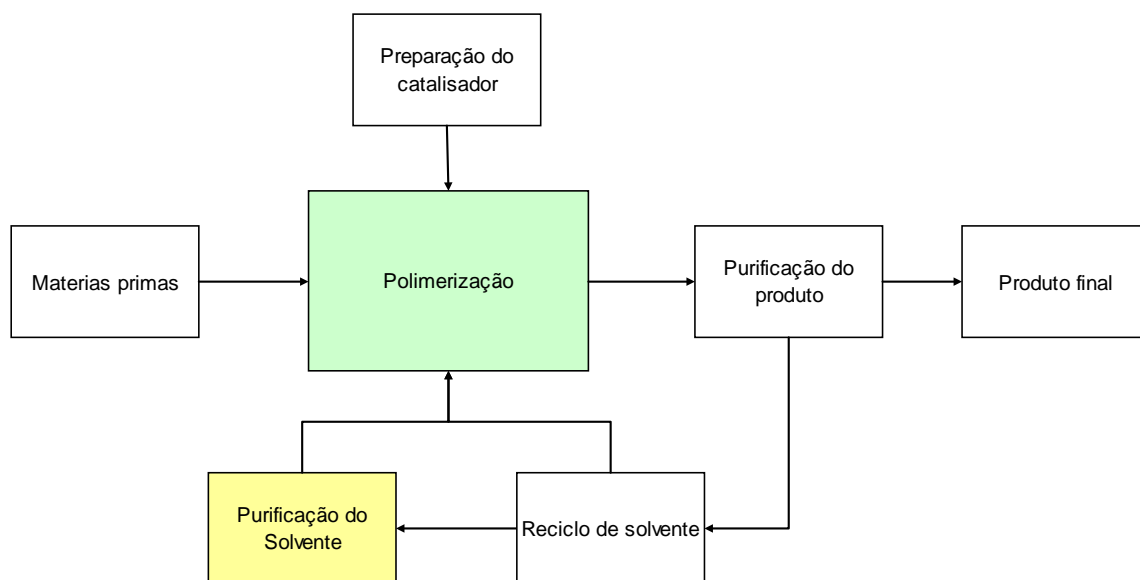 Preparação do
catalisador
Materias primas
Polimerização
Purificação do
produto
Produto final
Purificação do
Solvente
Reciclo de solvente